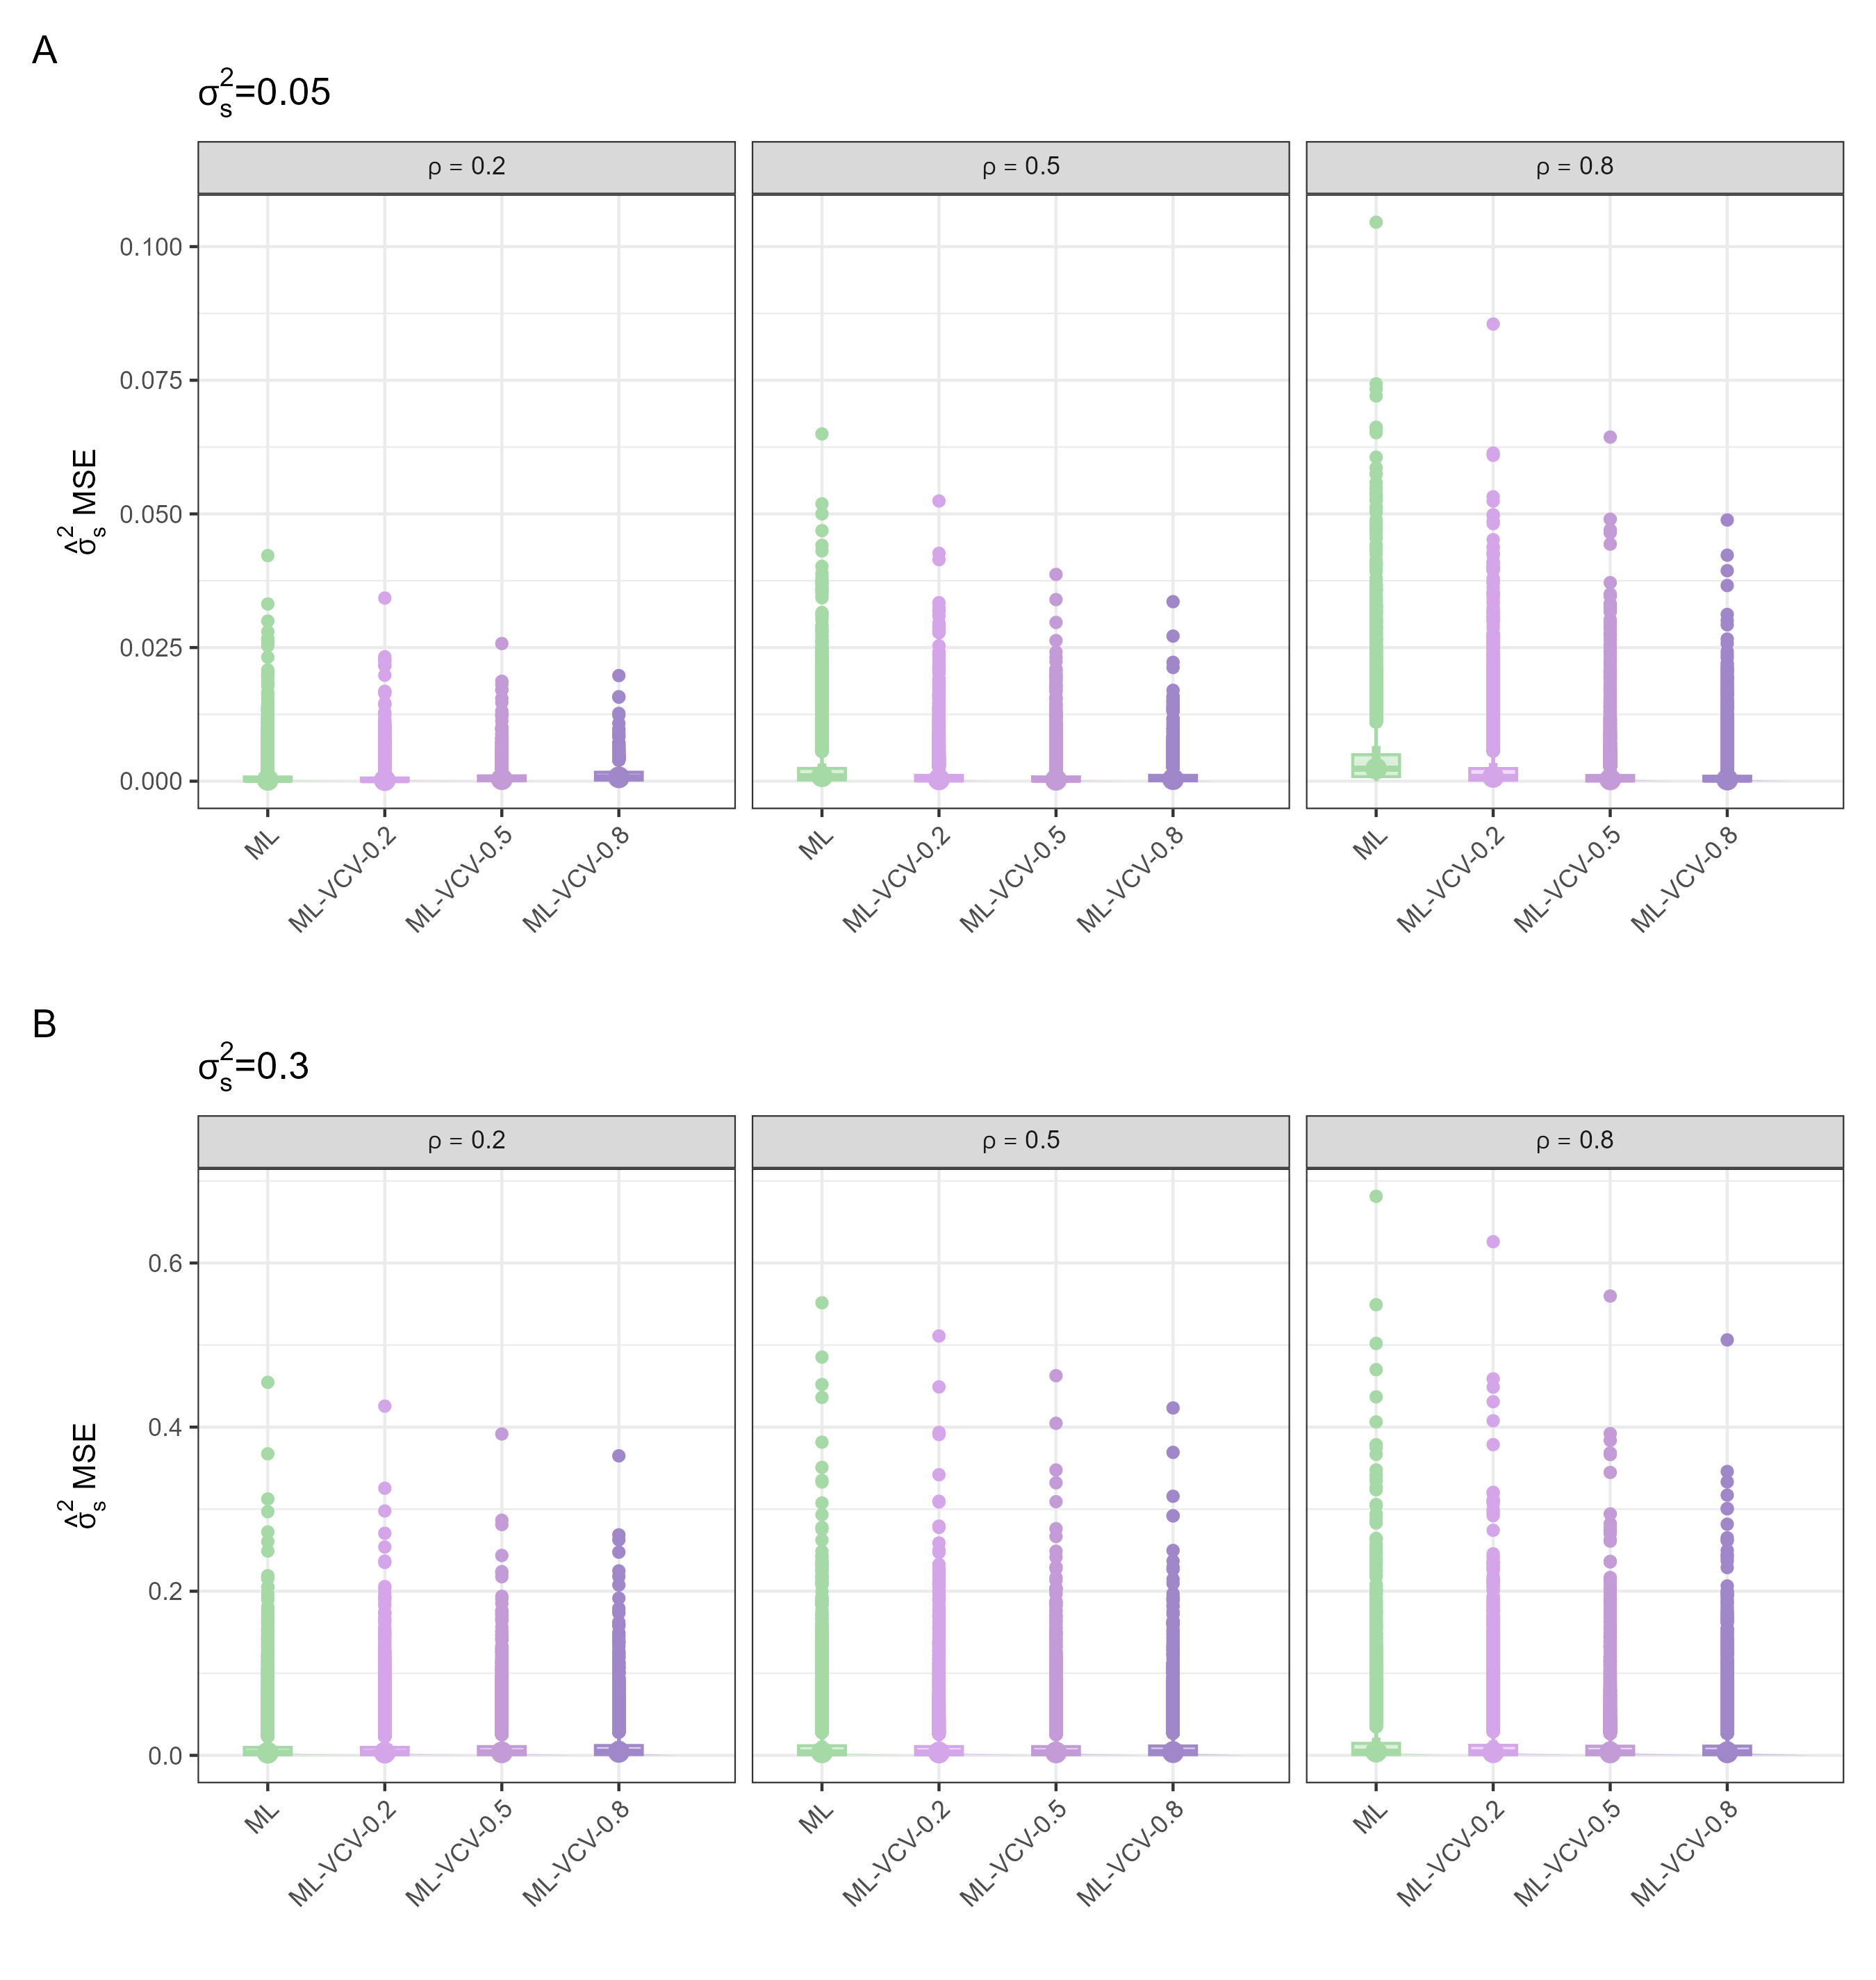 A
σ̂²ₛ MSE
σ²ₛ=0.05
ρ = 0.2
ρ = 0.5
ρ = 0.8
0.100
0.075
0.050
0.025
0.000
ML
ML-VCV-0.2
ML-VCV-0.5
ML-VCV-0.8
ML
ML-VCV-0.2
ML-VCV-0.5
ML-VCV-0.8
ML
ML-VCV-0.2
ML-VCV-0.5
ML-VCV-0.8
B
σ̂²ₛ MSE
σ²ₛ=0.3
ρ = 0.2
ρ = 0.5
ρ = 0.8
0.6
0.4
0.2
0.0
ML
ML-VCV-0.2
ML-VCV-0.5
ML-VCV-0.8
ML
ML-VCV-0.2
ML-VCV-0.5
ML-VCV-0.8
ML
ML-VCV-0.2
ML-VCV-0.5
ML-VCV-0.8